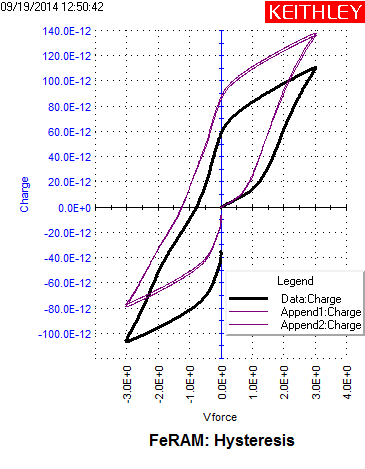 09/19/2014 12:50:42
KEITHLEY
140.0E-12
120.0E-12
100.0E-12
80.0E-12
60.0E-12
40.0E-12
20.0E-12
0.0E+0
-20.0E-12
-40.0E-12
-60.0E-12
-80.0E-12
-100.0E-12
Charge
Legend
Data:Charge
Append1:Charge
Append2:Charge
-3.0E+0
-2.0E+0
-1.0E+0
0.0E+0
1.0E+0
2.0E+0
3.0E+0
4.0E+0
Vforce
FeRAM: Hysteresis